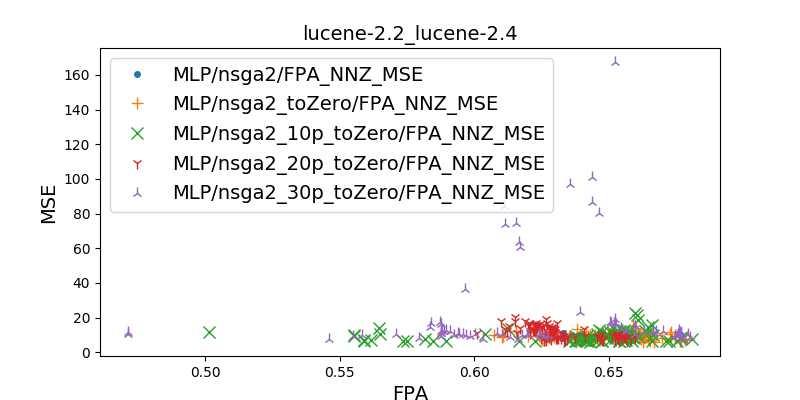 lucene-2.2_lucene-2.4
MLP/nsga2/FPA_NNZ_MSE
MLP/nsga2_toZero/FPA_NNZ_MSE
MLP/nsga2_10p_toZero/FPA_NNZ_MSE
MLP/nsga2_20p_toZero/FPA_NNZ_MSE
MLP/nsga2_30p_toZero/FPA_NNZ_MSE
MSE
160
140
120
100
80
60
40
20
0
0.50 0.55 0.60 0.65
FPA